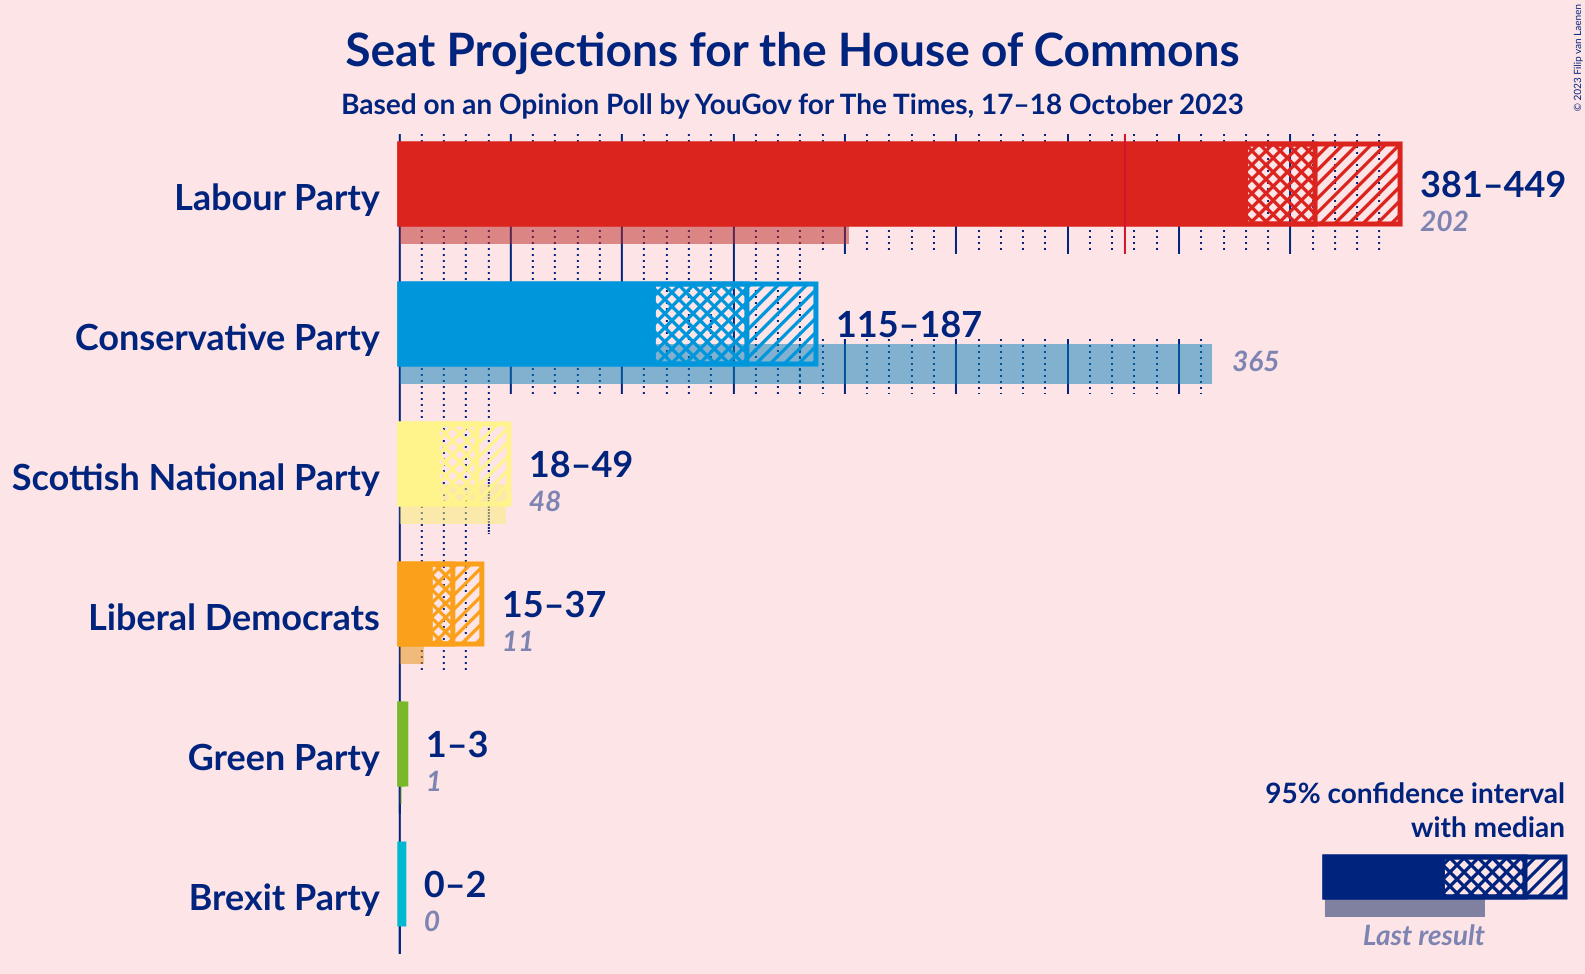 Seat Projections for the House of Commons
Based on an Opinion Poll by YouGov for The Times, 17–18 October 2023
© 2023 Filip van Laenen
Labour Party
381–449
202
Conservative Party
115–187
365
Scottish National Party
18–49
48
Liberal Democrats
15–37
11
Green Party
1–3
1
Brexit Party
0–2
0
95% confidence interval
with median
Last result